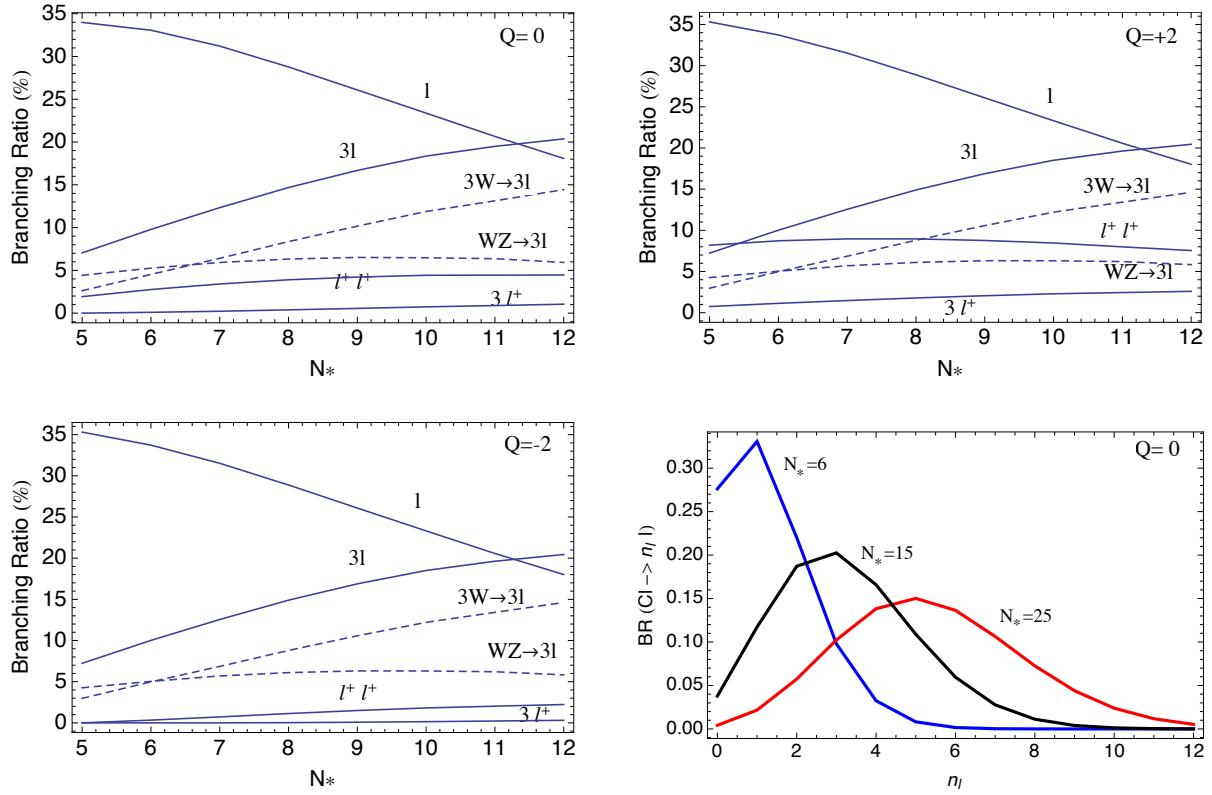 Q= 0
Branching Ratio (%)
35
30
25
20
15
10
5
0
l
3l
3W→3l
WZ→3l
l+ l+
3 l+
5 6 7 8 9 10 11 12
N*
Q=+2
Branching Ratio (%)
35
30
25
20
15
10
5
0
l
3l
3W→3l
l+ l+
WZ→3l
3 l+
5 6 7 8 9 10 11 12
N*
Q=-2
Branching Ratio (%)
35
30
25
20
15
10
5
0
l
3l
3W→3l
WZ→3l
l+ l+
3 l+
5 6 7 8 9 10 11 12
N*
Q= 0
BR (Cl -> n_l l)
0.30
0.25
0.20
0.15
0.10
0.05
0.00
N*=6
N*=15
N*=25
0 2 4 6 8 10 12
n_l